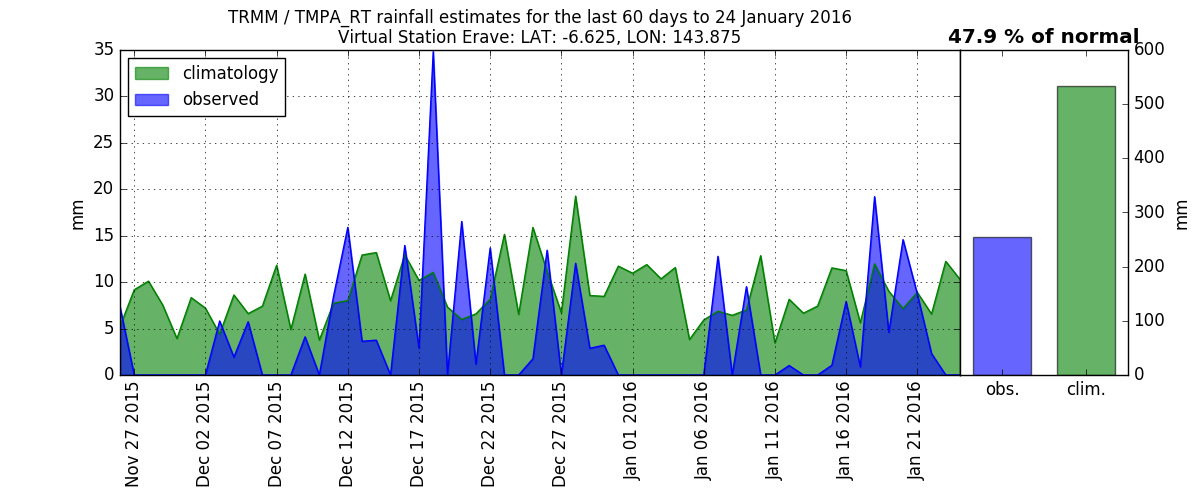 TRMM / TMPA_RT rainfall estimates for the last 60 days to 24 January 2016
Virtual Station Erave: LAT: -6.625, LON: 143.875
47.9 % of normal
climatology
observed
mm
35
30
25
20
15
10
5
0
Nov 27 2015
Dec 02 2015
Dec 07 2015
Dec 12 2015
Dec 17 2015
Dec 22 2015
Dec 27 2015
Jan 01 2016
Jan 06 2016
Jan 11 2016
Jan 16 2016
Jan 21 2016
obs.
clim.
600
500
400
300
200
100
0
mm